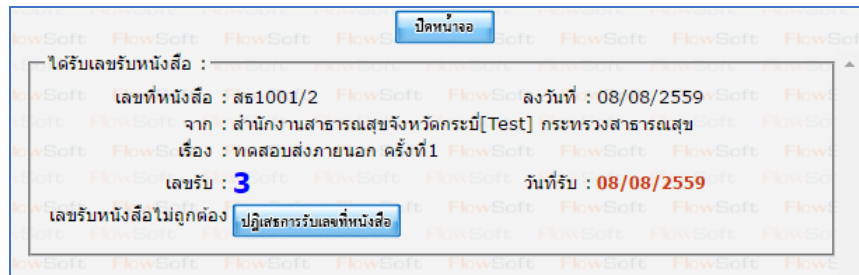 ปิดหน้าจอ
ได้รับเลขรับหนังสือ :
เลขที่หนังสือ : สธ1001/2 ลงวันที่ : 08/08/2559
จาก : สำนักงานสาธารณสุขจังหวัดกระบี่[Test] กระทรวงสาธารณสุข
เรื่อง : ทดสอบส่งภายนอก ครั้งที่1
เลขรับ : 3 วันที่รับ : 08/08/2559
เลขรับหนังสือไม่ถูกต้อง ปฏิเสธการรับเลขที่หนังสือ